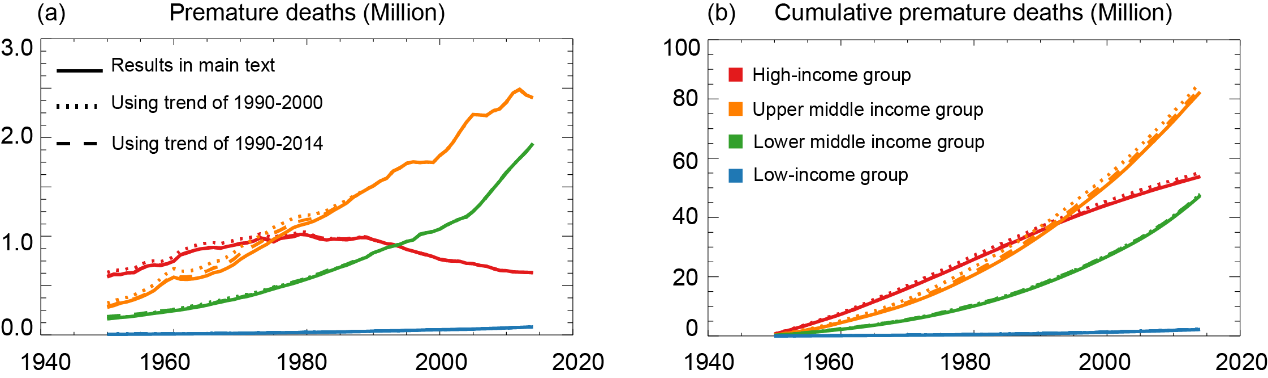 (a) Premature deaths (Million)
3.0
2.0
1.0
0.0
1940 1960 1980 2000 2020
Results in main text
Using trend of 1990-2000
Using trend of 1990-2014
(b) Cumulative premature deaths (Million)
100
80
60
40
20
0
1940 1960 1980 2000 2020
High-income group
Upper middle income group
Lower middle income group
Low-income group